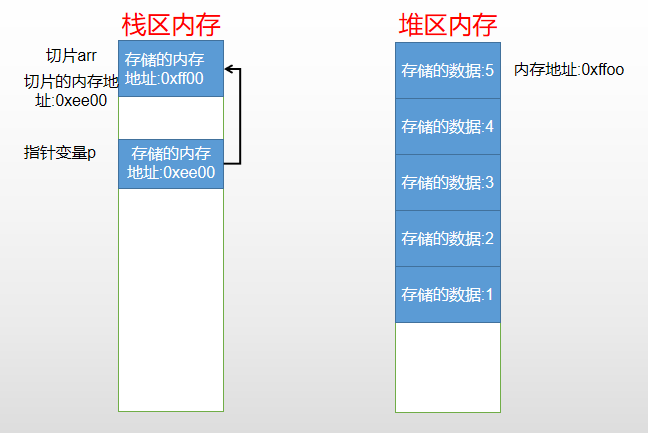 栈区内存
堆区内存
切片arr
切片的内存地
址:0xee00
存储的内存
地址:0xff00
指针变量p
存储的内存
地址:0xee00
存储的数据:5
内存地址:0xffoo
存储的数据:4
存储的数据:3
存储的数据:2
存储的数据:1